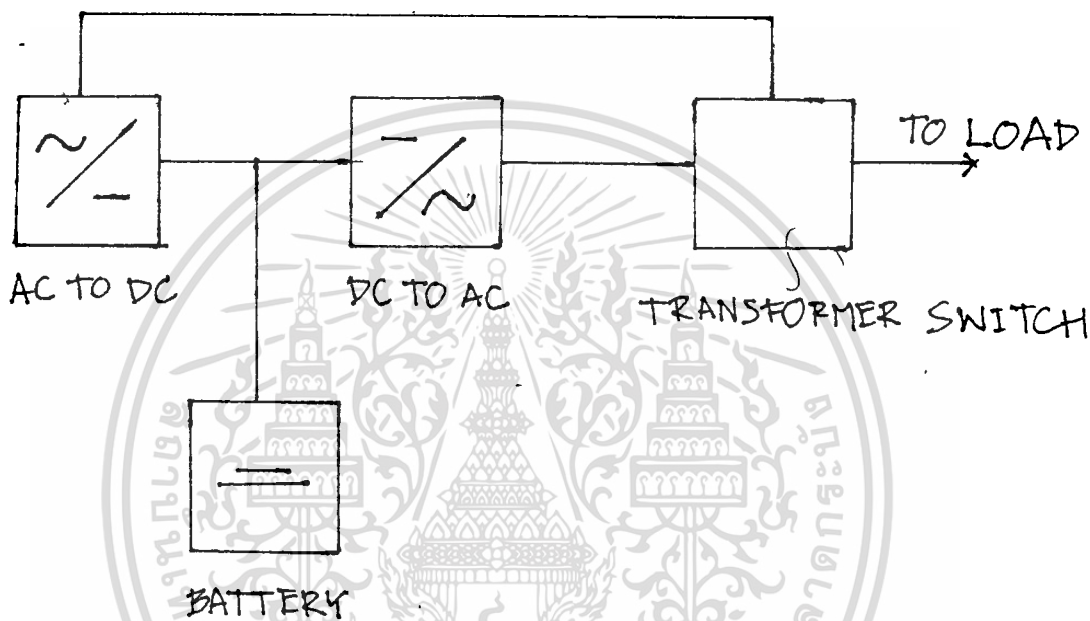 TO LOAD
AC TO DC
DC TO AC
TRANSFORMER SWITCH
BATTERY